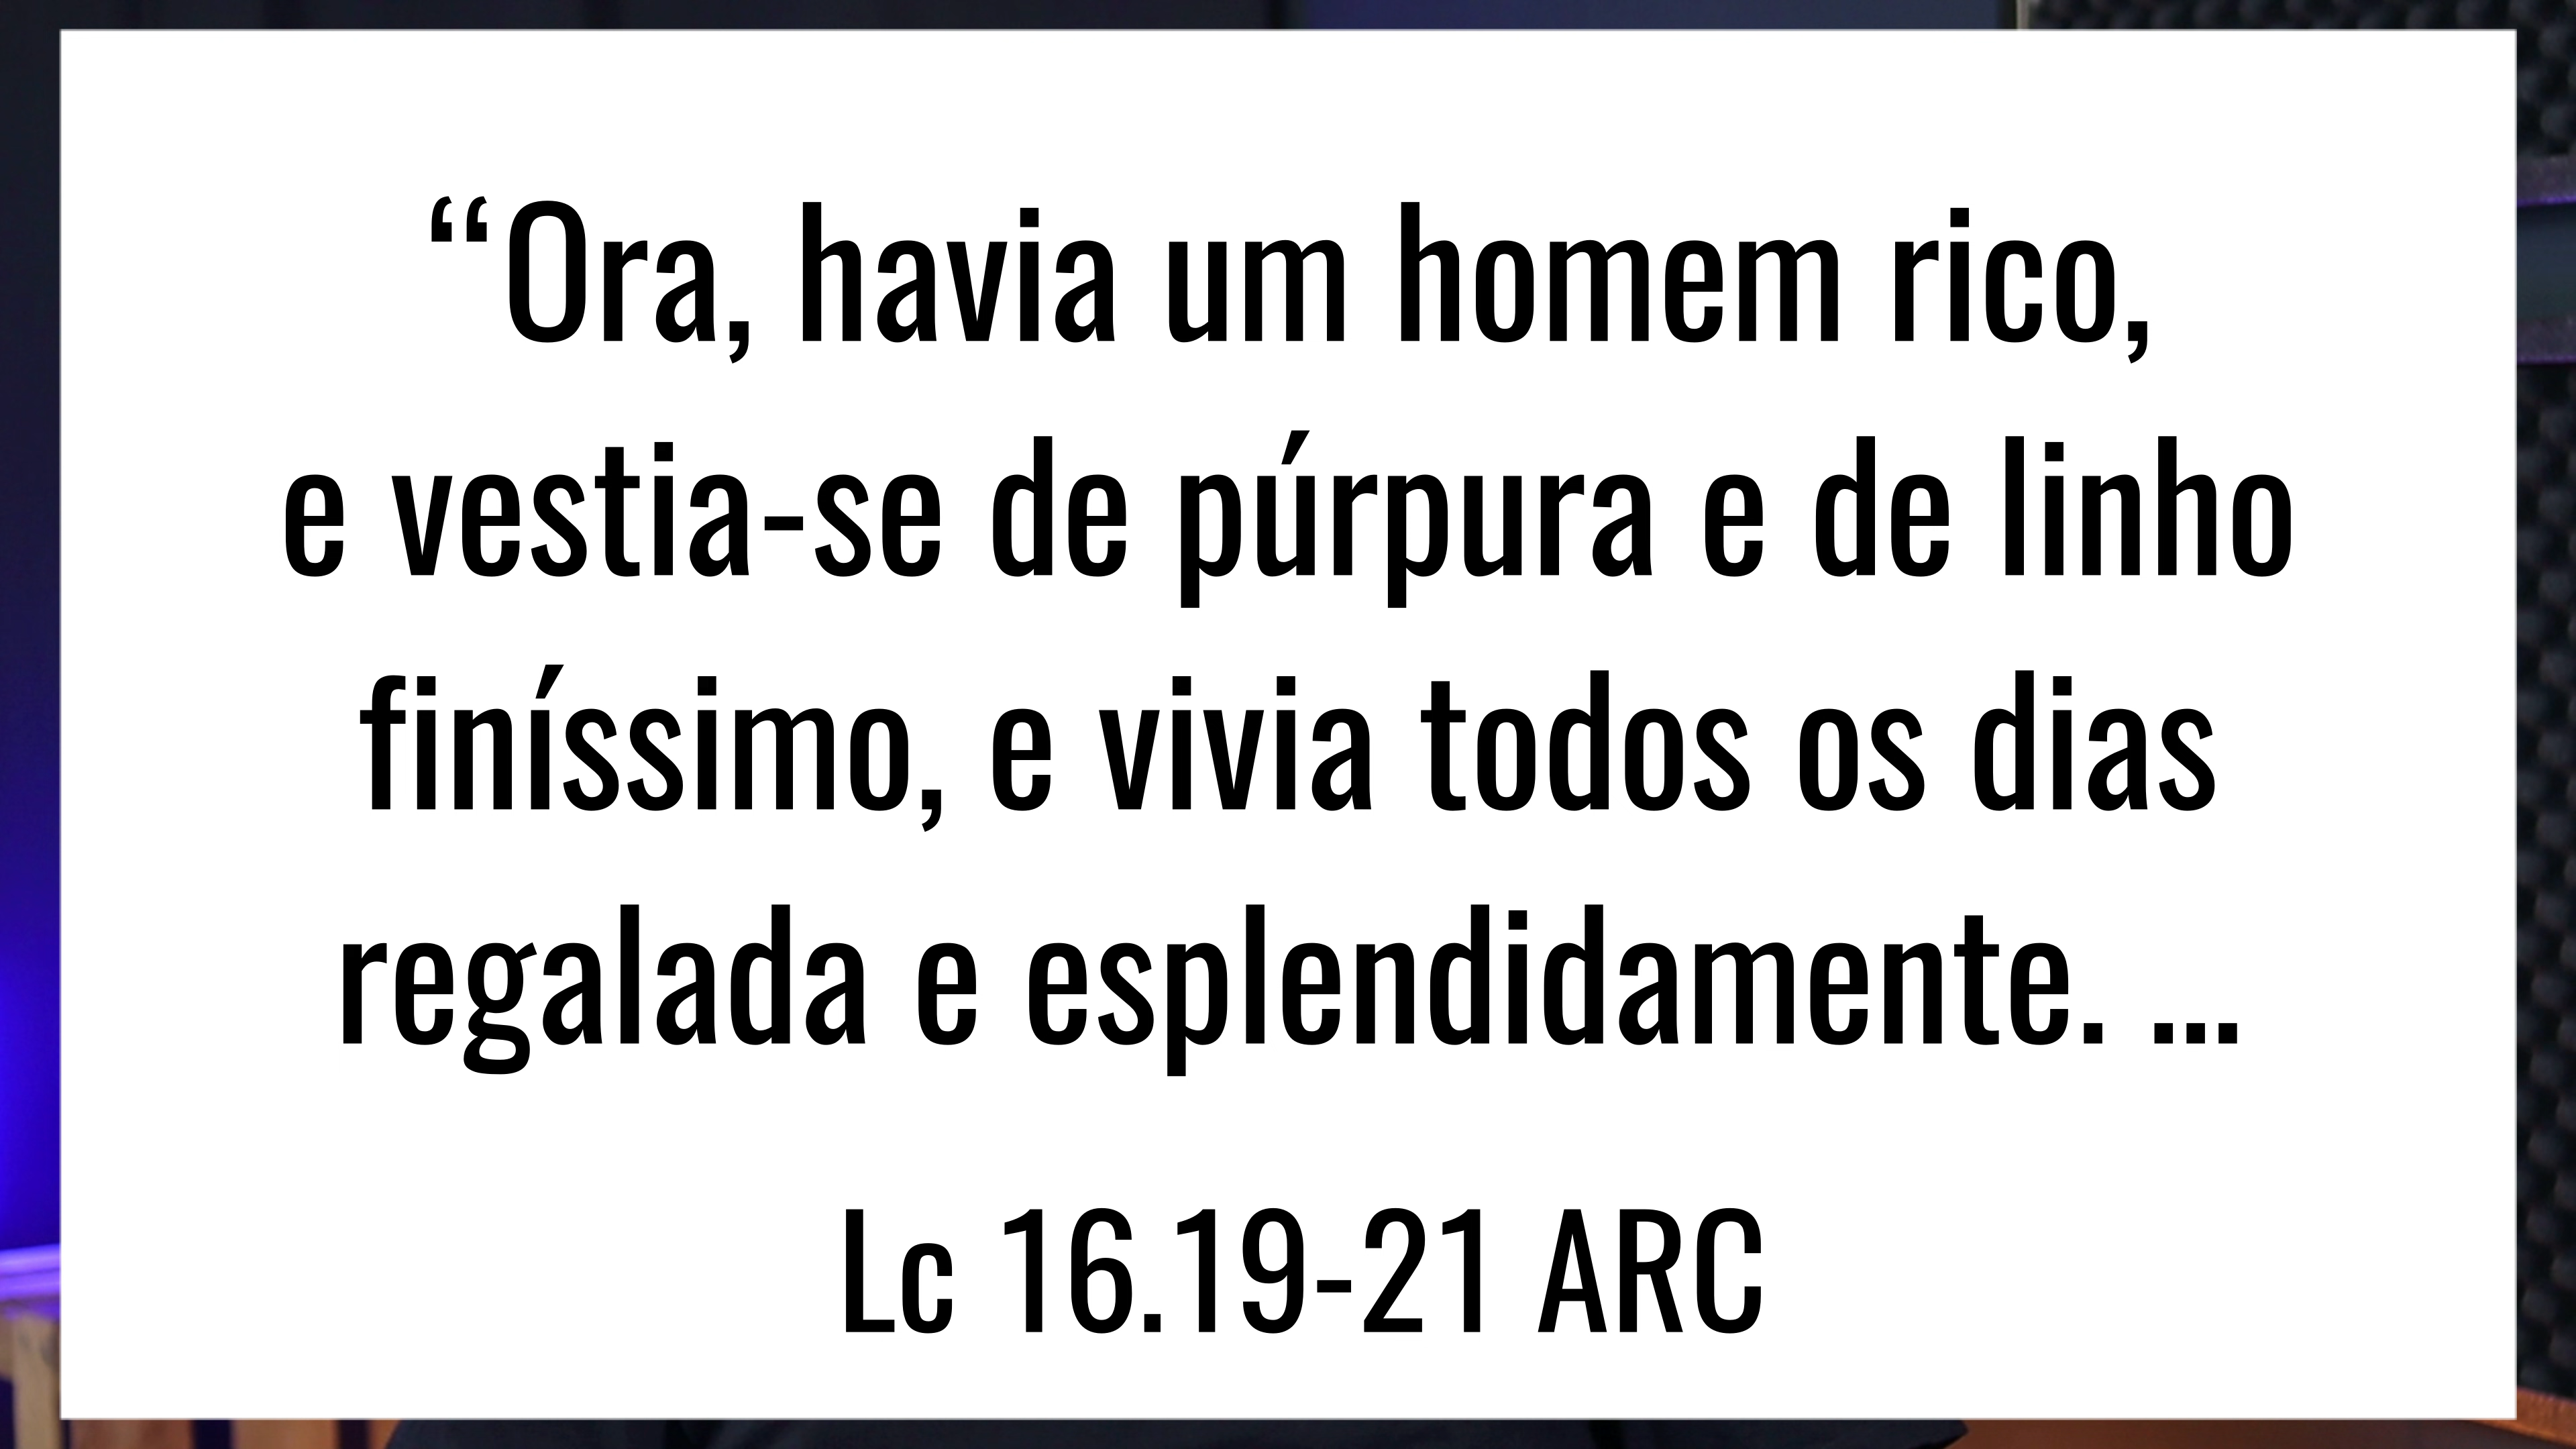 “Ora, havia um homem rico,
e vestia-se de púrpura e de linho
finíssimo, e vivia todos os dias
regalada e esplendidamente. ...
Lc 16.19-21 ARC